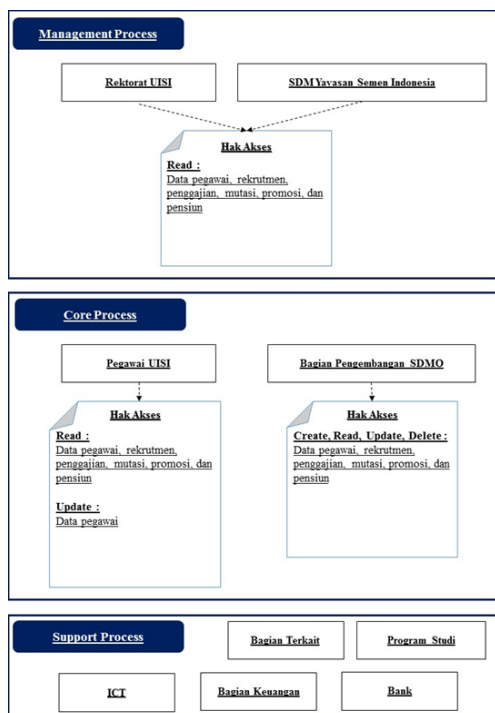 Management Process
Rektorat UISI
SDM Yavasan Semen Indonesia
Hak Akses
Read :
Data pegawai, rekrutmen,
penggajian, mutasi, promosi, dan
pensiun
Core Process
Pegawai UISI
Bagian Pengembangan SDMO
Hak Akses
Read :
Data pegawai, rekrutmen,
penggajian, mutasi, promosi, dan
pensiun
Update :
Data pegawai
Hak Akses
Create, Read, Update, Delete :
Data pegawai, rekrutmen,
penggajian, mutasi, promosi, dan
pensiun
Support Process
Bagian Terkait
Program Studi
ICT
Bagian Keuangan
Bank